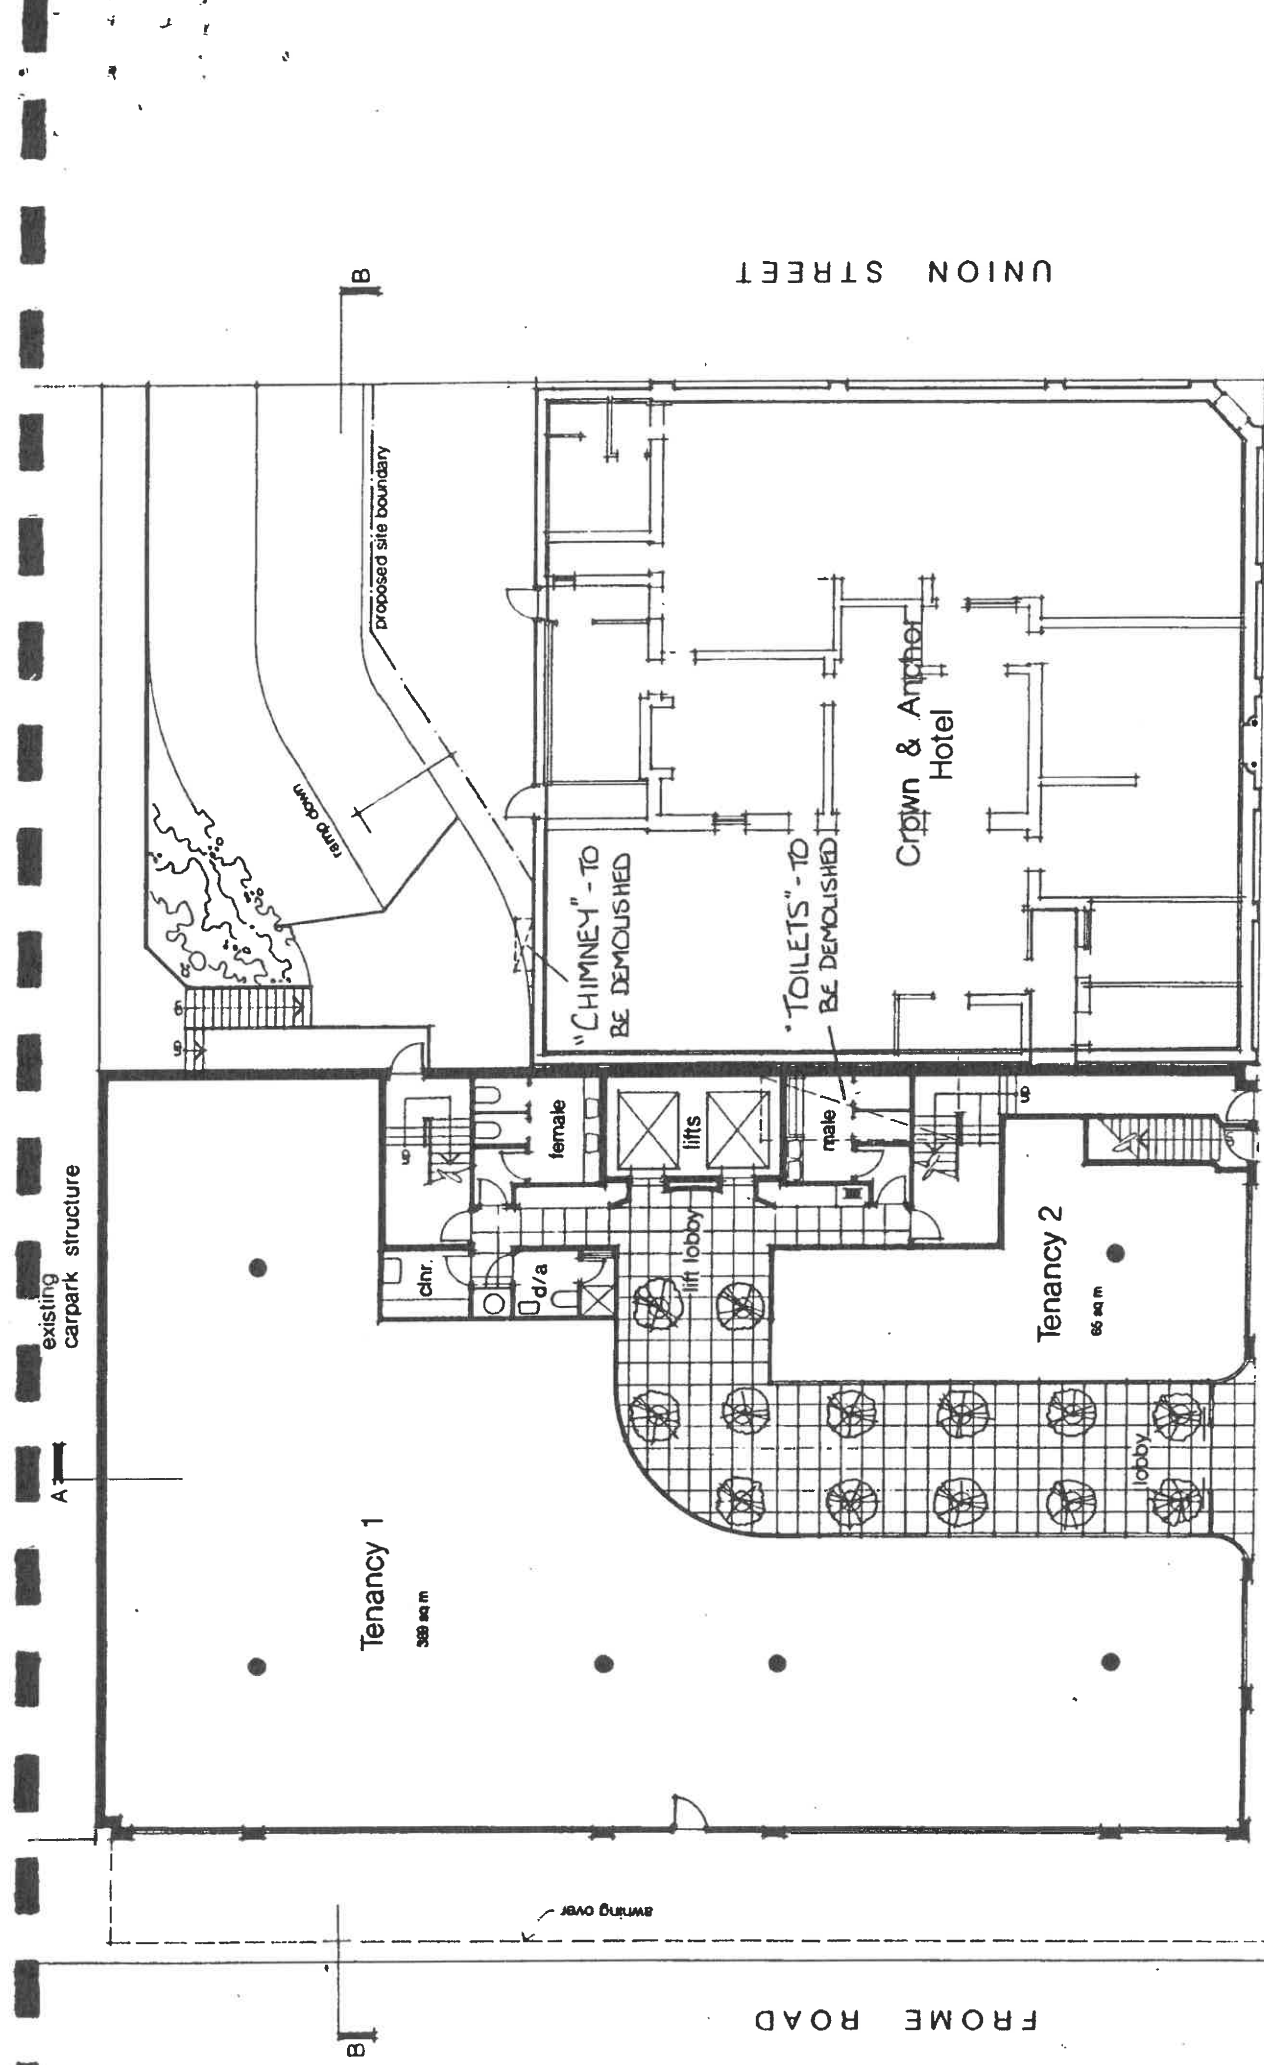 existing
carpark structure
A
B
UNION STREET
proposed site boundary
ramp down
"CHIMNEY" - TO
BE DEMOLISHED
"TOILETS" - TO
BE DEMOLISHED
Crown & Anchor
Hotel
up
female
lifts
male
up
clnr.
d/a
lift lobby
Tenancy 2
65 sq m
lobby
Tenancy 1
389 sq m
awning over
B
FROME ROAD